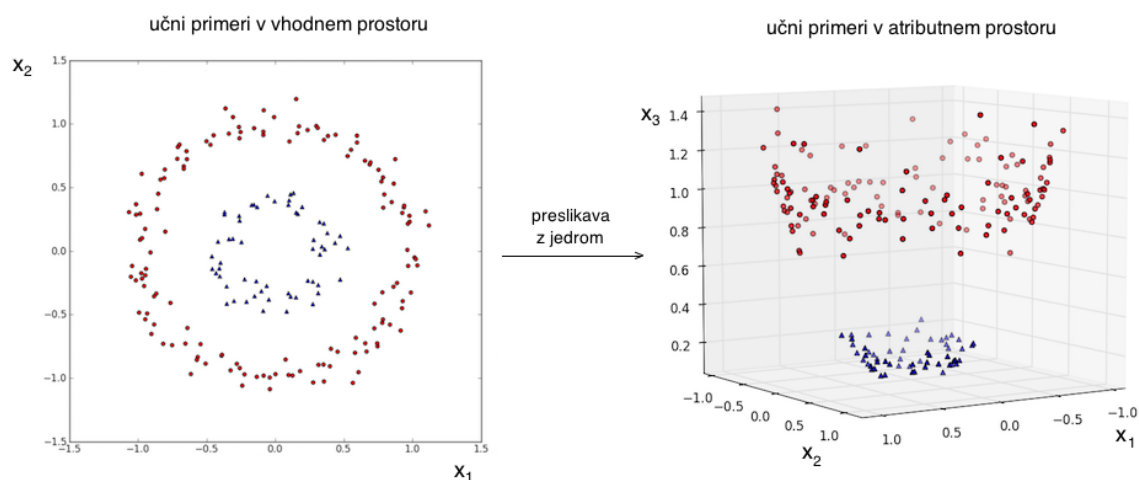 učni primeri v vhodnem prostoru
x2
1.5
1.0
0.5
0.0
−0.5
−1.0
−1.5
−1.5 −1.0 −0.5 0.0 0.5 1.0 1.5
x1
preslikava
z jedrom
učni primeri v atributnem prostoru
x3
1.4
1.2
1.0
0.8
0.6
0.4
0.2
−1.0 −0.5 0.0 0.5 1.0
x2
1.0 0.5 0.0 −0.5 −1.0
x1